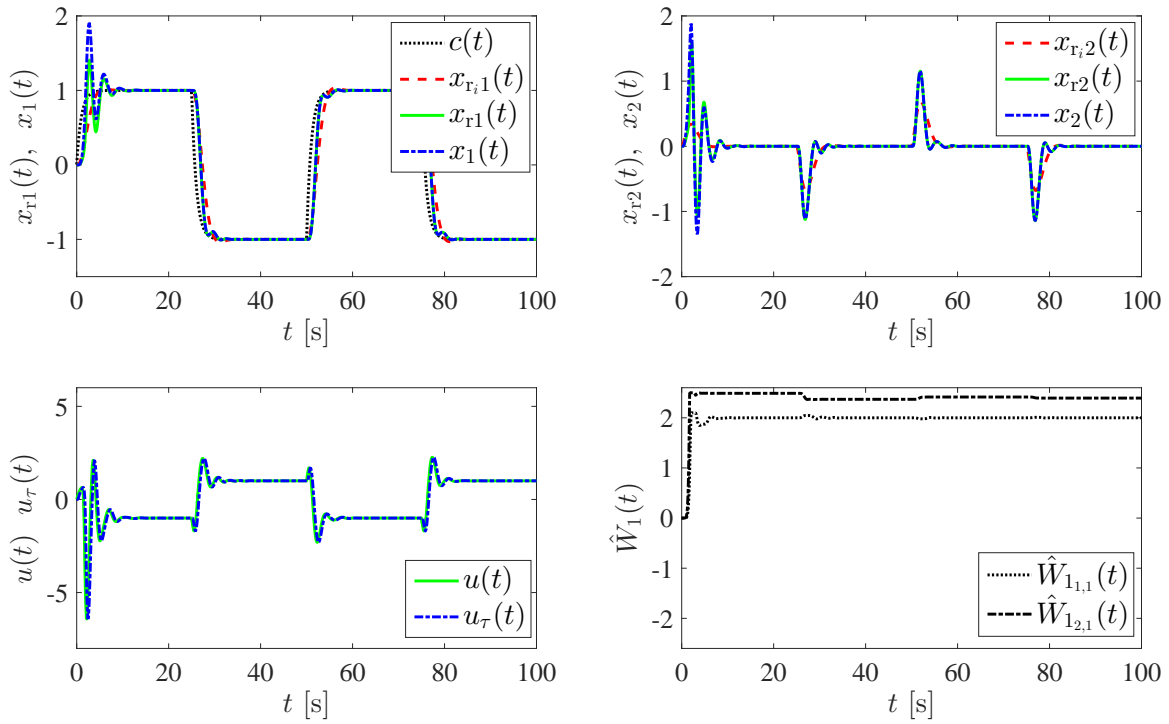 x_{r1}(t), x_1(t)
2
1
0
-1
c(t)
x_{r_i1}(t)
x_{r1}(t)
x_1(t)
0 20 40 60 80 100
t [s]
x_{r2}(t), x_2(t)
2
1
0
-1
-2
x_{r_i2}(t)
x_{r2}(t)
x_2(t)
0 20 40 60 80 100
t [s]
u(t) u_τ(t)
5
0
-5
u(t)
u_τ(t)
0 20 40 60 80 100
t [s]
Ŵ_1(t)
2
1
0
-1
-2
Ŵ_{1_{1,1}}(t)
Ŵ_{1_{2,1}}(t)
0 20 40 60 80 100
t [s]